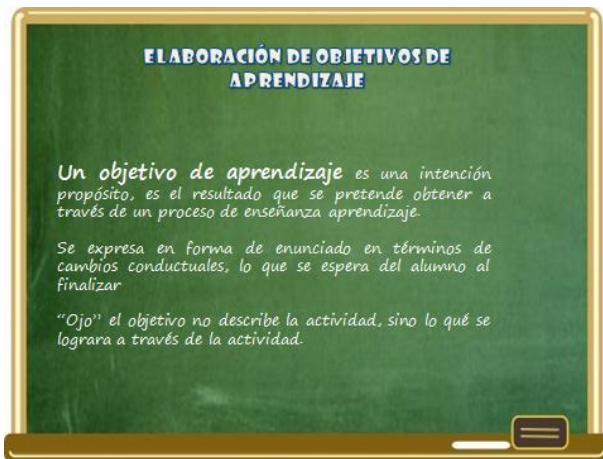 ELABORACIÓN DE OBJETIVOS DE
APRENDIZAJE
Un objetivo de aprendizaje es una intención
propósito, es el resultado que se pretende obtener a
través de un proceso de enseñanza aprendizaje.
Se expresa en forma de enunciado en términos de
cambios conductuales, lo que se espera del alumno al
finalizar
“Ojo” el objetivo no describe la actividad, sino lo qué se
lograra a través de la actividad.